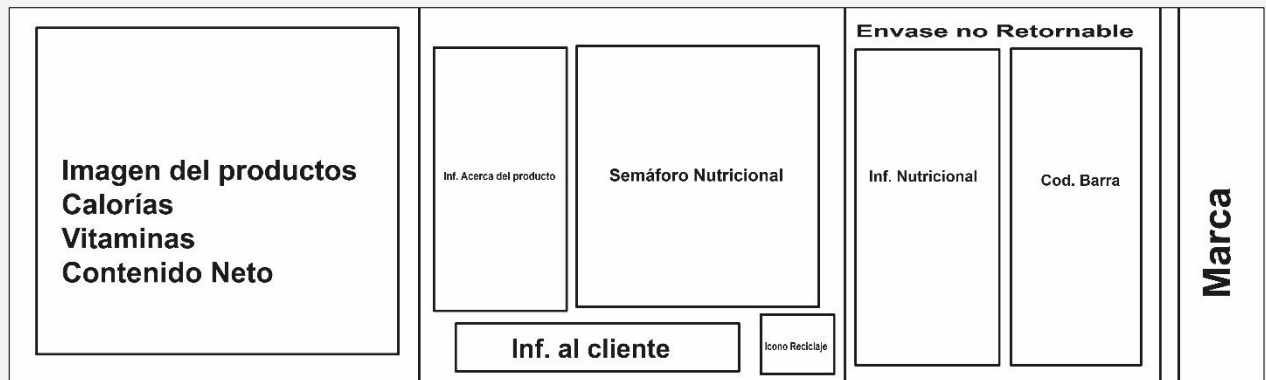 Imagen del productos
Calorías
Vitaminas
Contenido Neto
Inf. Acerca del producto
Semáforo Nutricional
Inf. al cliente
Icono Reciclaje
Envase no Retornable
Inf. Nutricional
Cod. Barra
Marca